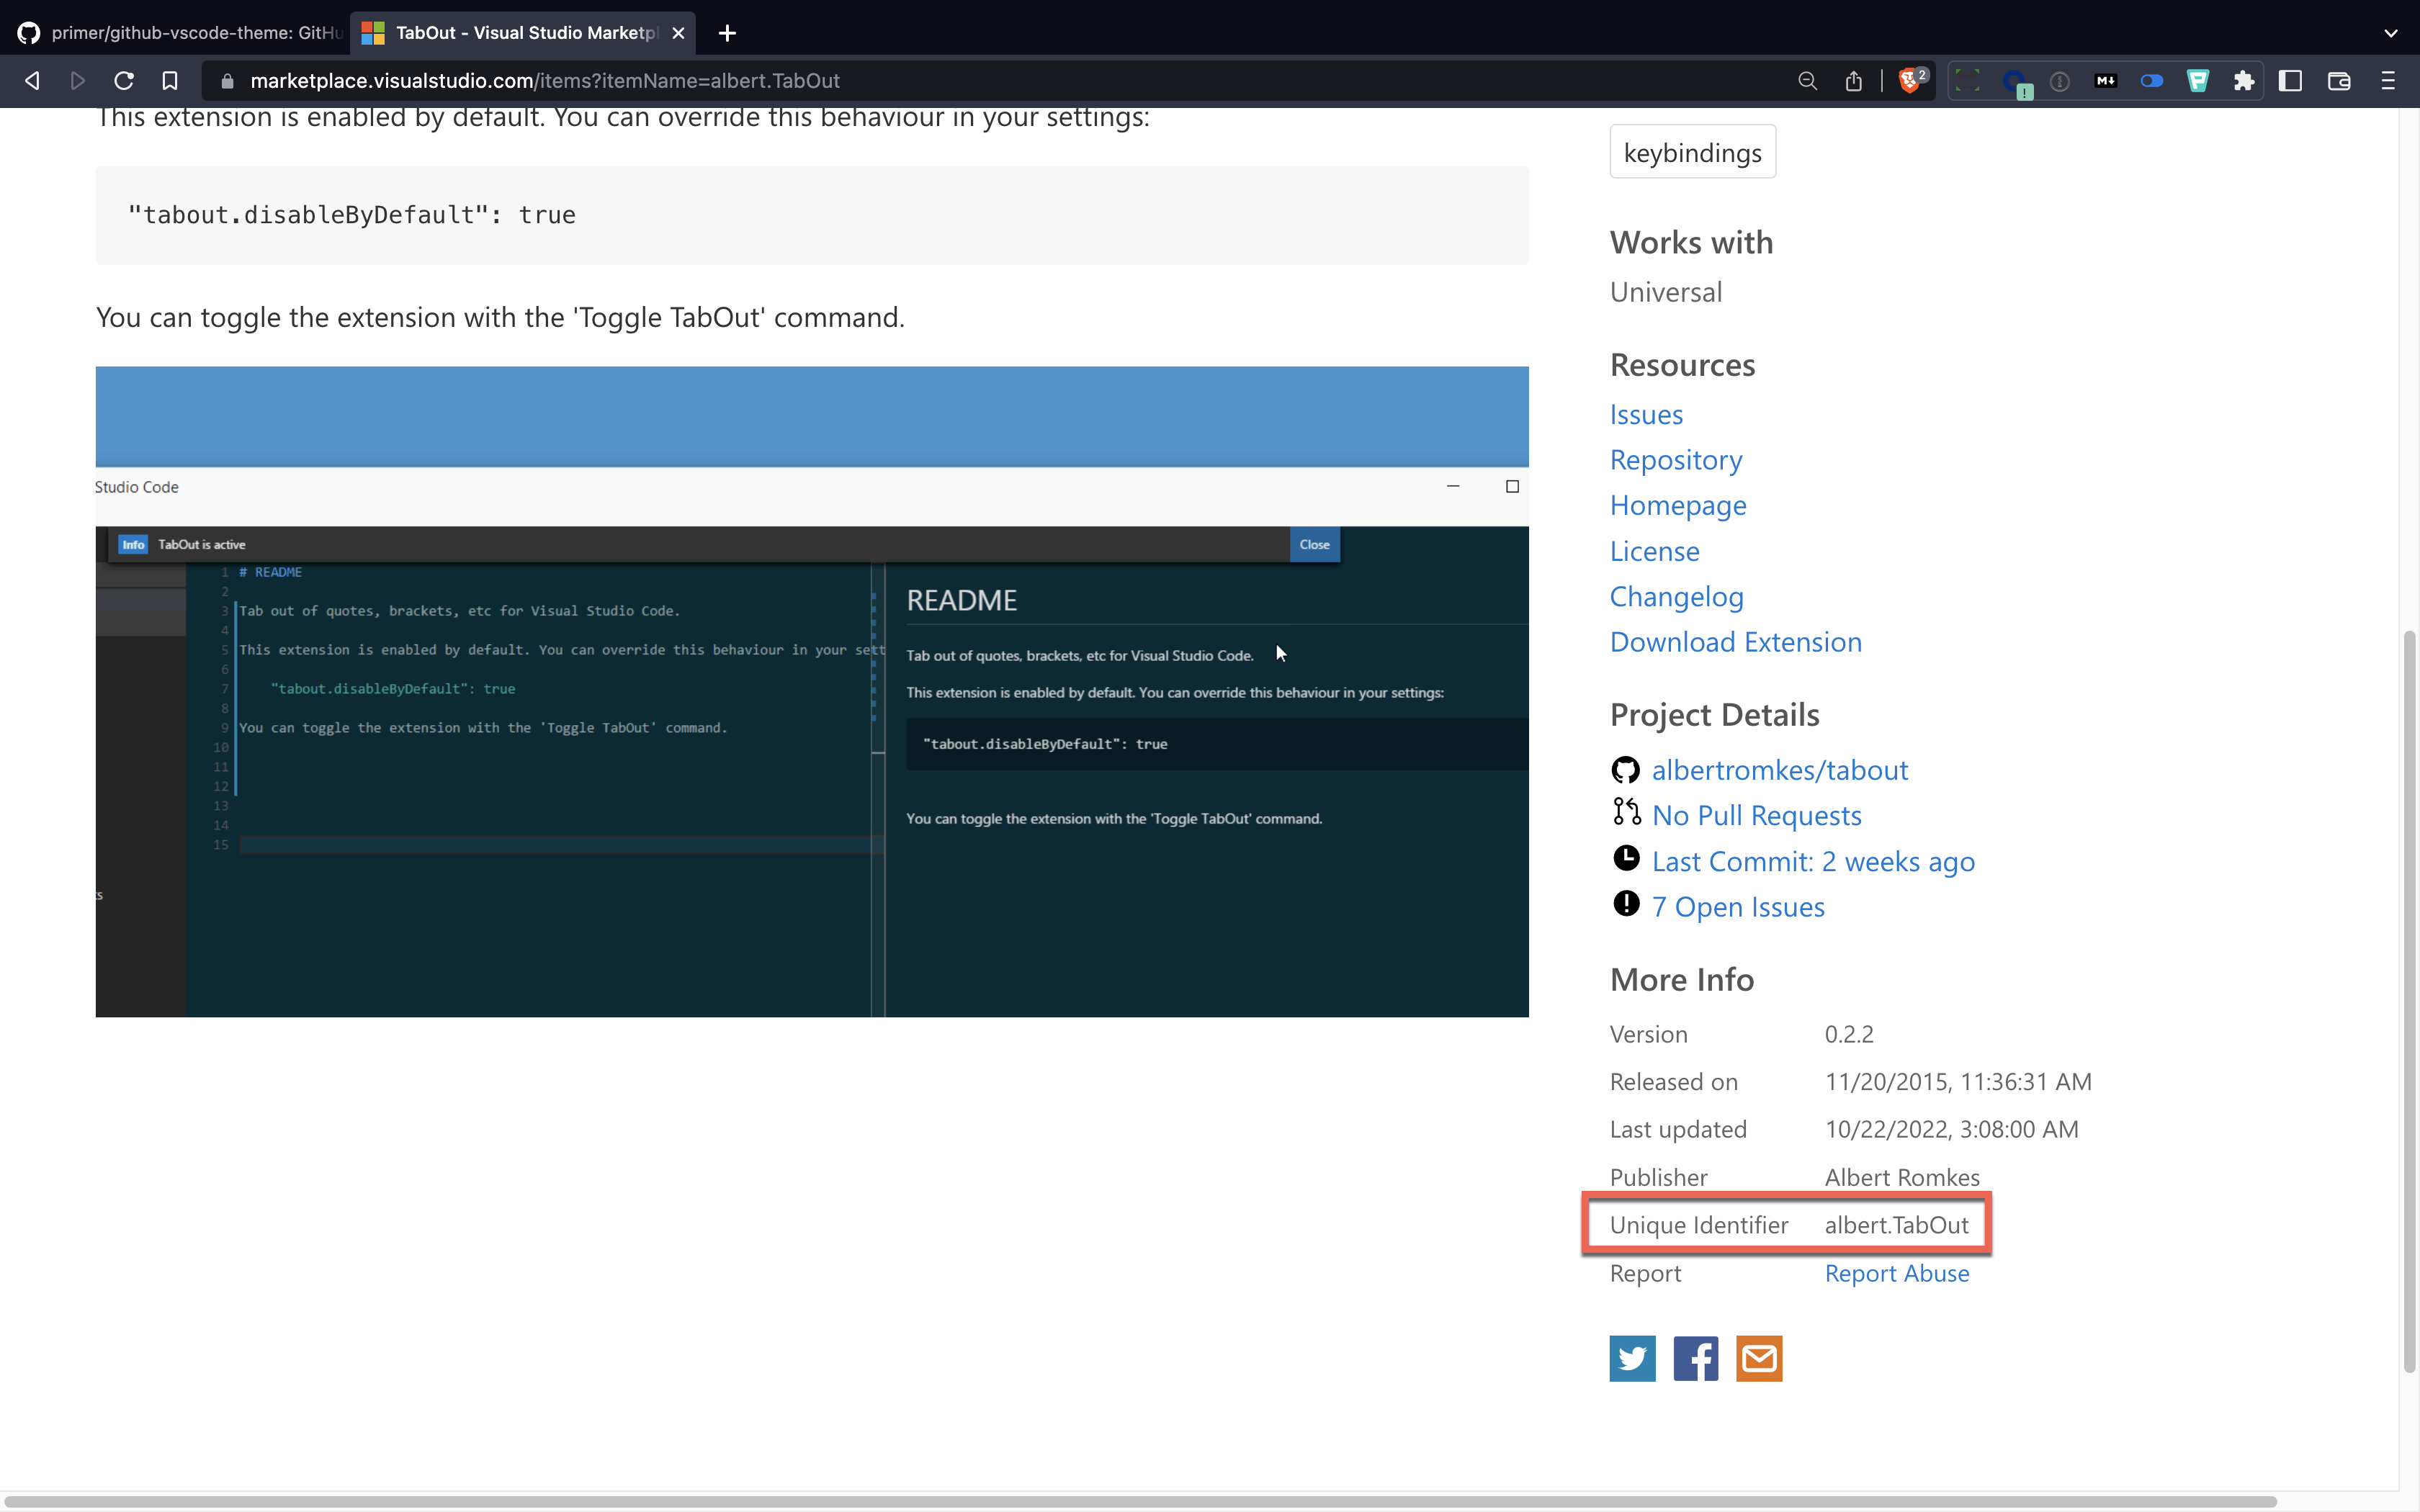 primer/github-vscode-theme: GitHu
TabOut - Visual Studio Marketpl
marketplace.visualstudio.com/items?itemName=albert.TabOut
2
M↓
This extension is enabled by default. You can override this behaviour in your settings:
"tabout.disableByDefault": true
You can toggle the extension with the 'Toggle TabOut' command.
Studio Code
Info TabOut is active Close
1 # README
2
3 Tab out of quotes, brackets, etc for Visual Studio Code.
4
5 This extension is enabled by default. You can override this behaviour in your sett
6
7 "tabout.disableByDefault": true
8
9 You can toggle the extension with the 'Toggle TabOut' command.
10
11
12
13
14
15
README
Tab out of quotes, brackets, etc for Visual Studio Code.
This extension is enabled by default. You can override this behaviour in your settings:
"tabout.disableByDefault": true
You can toggle the extension with the 'Toggle TabOut' command.
keybindings
Works with
Universal
Resources
Issues
Repository
Homepage
License
Changelog
Download Extension
Project Details
albertromkes/tabout
No Pull Requests
Last Commit: 2 weeks ago
7 Open Issues
More Info
Version 0.2.2
Released on 11/20/2015, 11:36:31 AM
Last updated 10/22/2022, 3:08:00 AM
Publisher Albert Romkes
Unique Identifier albert.TabOut
Report Report Abuse